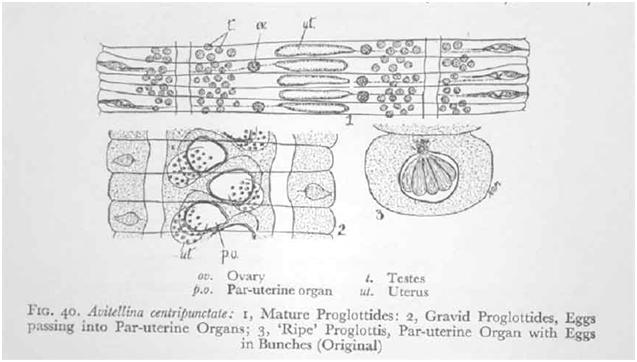 t. ov. ut.
1
2
3
ut. p.o.
ov. Ovary t. Testes
p.o. Par-uterine organ ut. Uterus
FIG. 40. Avitellina centripunctata: 1, Mature Proglottides: 2, Gravid Proglottides, Eggs
passing into Par-uterine Organs; 3, 'Ripe' Proglottis, Par-uterine Organ with Eggs
in Bunches (Original)